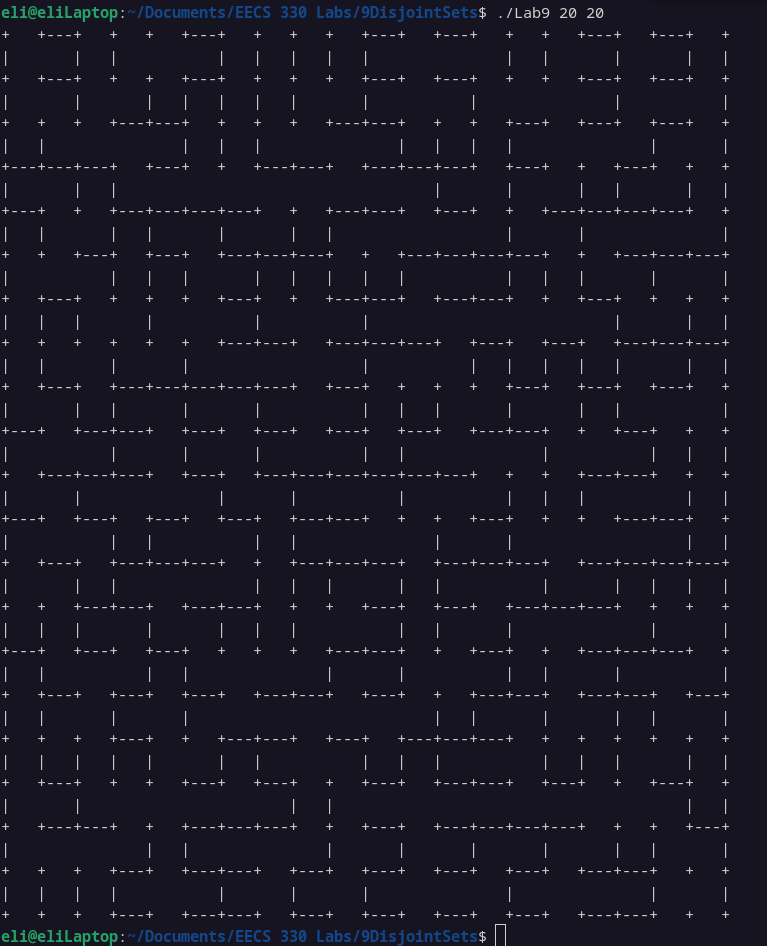 eli@eliLaptop:~/Documents/EECS 330 Labs/9DisjointSets$ ./Lab9 20 20
+   +---+   +   +   +---+   +   +   +   +---+   +---+   +   +   +---+   +---+   +
|       |   |           |   |   |   |   |               |   |               |   |
+   +---+   +   +   +---+   +   +   +   +---+   +---+   +   +   +---+   +---+   +
|       |       |   |   |   |   |       |           |               |           |
+   +   +   +---+---+   +   +   +   +---+---+   +   +   +---+   +---+   +---+   +
|   |               |   |   |               |   |   |   |               |       |
+---+---+---+   +---+   +   +---+   +   +---+---+---+   +---+   +   +---+   +   +
|       |   |                                   |       |       |   |       |   |
+---+   +   +---+---+---+---+   +   +---+---+   +---+   +   +---+---+---+---+   +
|   |       |   |       |       |   |                   |       |               |
+   +   +---+   +---+   +---+---+---+   +   +---+---+---+---+   +   +---+---+---+
|           |   |   |       |   |   |   |   |           |   |   |       |       |
+   +---+   +   +   +   +---+   +   +---+   +   +---+---+   +   +---+   +   +   +
|   |   |       |           |           |                           |       |   |
+   +   +   +   +   +   +---+---+---+---+---+---+   +---+   +---+   +---+---+---+
|   |       |       |                   |           |   |   |   |   |           |
+   +---+   +---+---+---+---+---+   +---+   +   +   +   +---+   +---+   +---+   +
|       |   |       |       |           |   |   |       |       |   |           |
+---+   +---+---+   +---+   +---+   +---+   +---+   +---+---+   +   +---+   +   +
|           |       |       |           |   |               |           |   |   |
+   +---+---+---+   +---+   +---+---+---+---+---+---+   +   +   +---+   +   +   +
|       |               |       |           |           |   |   |           |   |
+---+   +---+   +---+   +---+   +---+---+   +   +   +---+   +   +   +---+---+   +
|           |   |           |   |               |       |                   |   |
+   +---+   +---+---+---+   +   +---+---+---+   +---+   +---+   +---+---+---+---+
|       |   |               |   |   |       |   |           |       |   |   |   |
+   +   +   +---+---+   +---+---+   +   +   +---+   +---+   +---+---+---+   +   +   +
|   |   |       |       |   |   |           |   |       |               |       |
+---+   +---+   +---+   +   +   +   +---+---+   +   +---+   +   +---+---+---+   +
|   |           |   |               |       |           |   |       |           |
+   +---+   +---+   +---+   +---+---+   +---+   +   +---+---+   +---+---+   +---+
|   |       |       |                           |   |       |       |   |       |
+   +   +   +---+   +   +---+---+   +---+   +---+---+---+   +   +   +   +   +   +
|   |   |   |   |       |   |           |   |   |           |   |   |           |
+   +---+   +   +   +---+   +---+   +   +---+   +---+---+   +---+   +   +---+   +
|       |                       |   |                                       |   |
+   +---+---+   +   +---+---+---+   +---+---+   +---+---+---+---+   +   +   +---+
|               |   |               |       |       |       |       |   |       |
+   +   +   +---+   +---+---+   +---+   +---+   +---+   +---+   +---+---+   +   +
|   |   |   |           |       |       |               |               |       |
+   +   +   +---+   +---+---+   +---+   +---+   +---+   +---+   +---+   +---+   +
eli@eliLaptop:~/Documents/EECS 330 Labs/9DisjointSets$